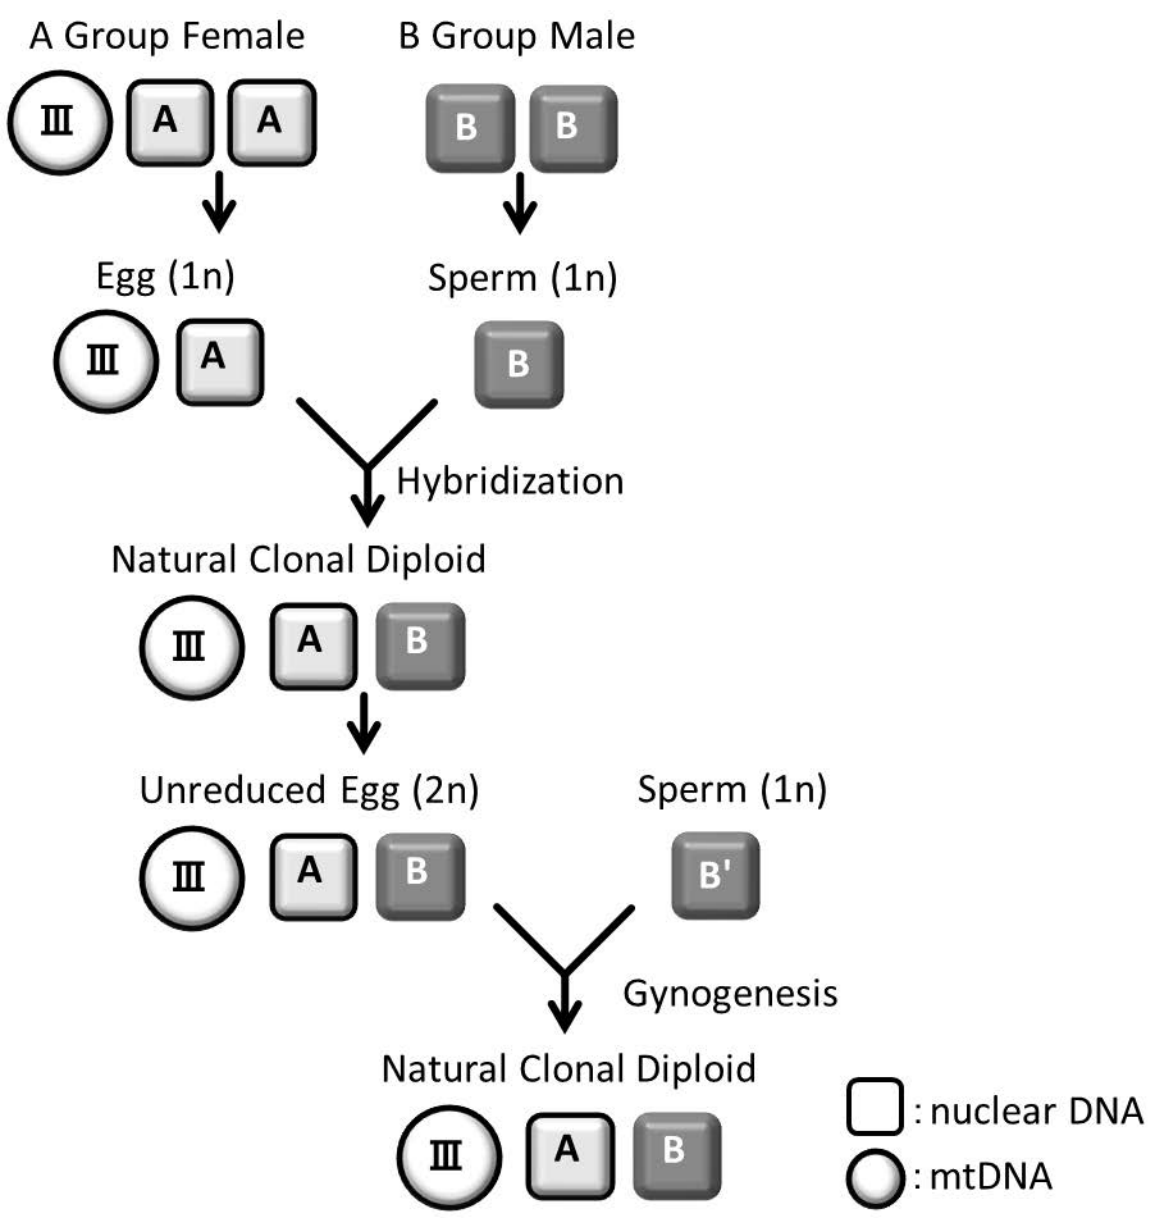 A Group Female B Group Male
III A A B B
Egg (1n) Sperm (1n)
III A B
Hybridization
Natural Clonal Diploid
III A B
Unreduced Egg (2n) Sperm (1n)
III A B B'
Gynogenesis
Natural Clonal Diploid
: nuclear DNA
III A B
: mtDNA